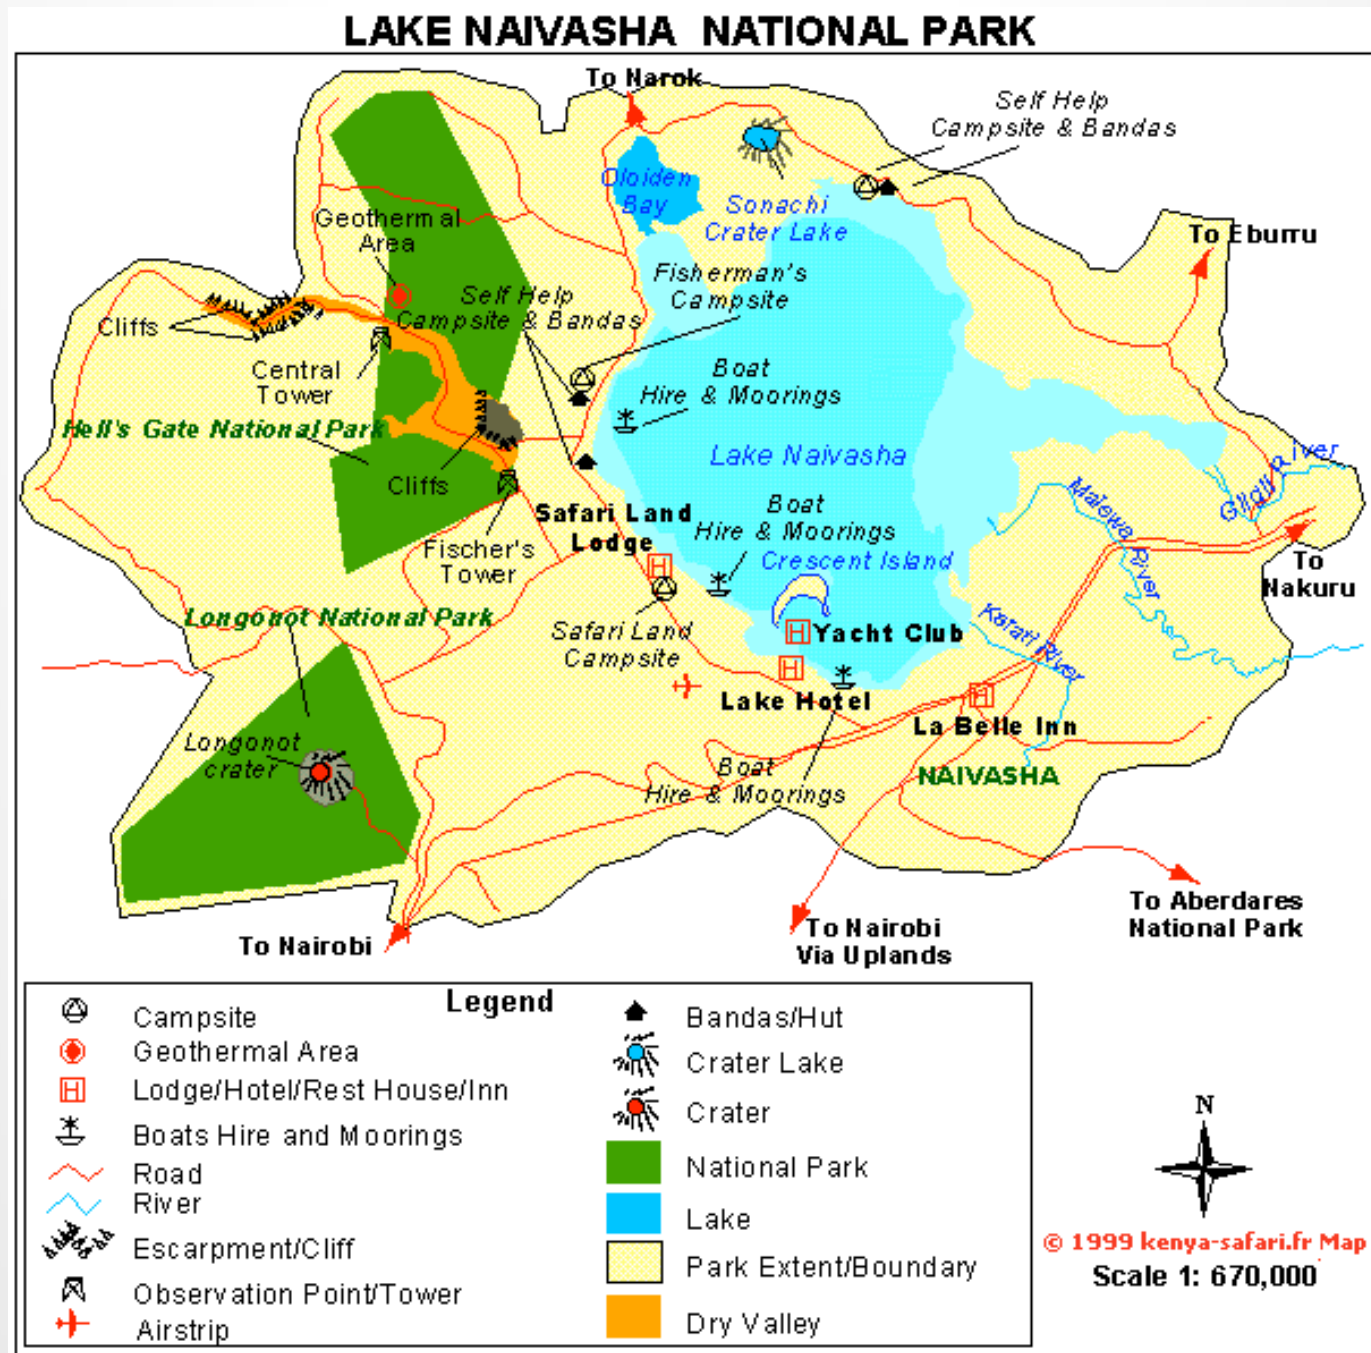 LAKE NAIVASHA NATIONAL PARK
To Narok
Self Help
Campsite & Bandas
Oloiden
Bay
Sonachi
Crater Lake
Geothermal
Area
To Eburru
Fisherman's
Campsite
Self Help
Campsite & Bandas
Cliffs
Central
Tower
Boat
Hire & Moorings
Hell's Gate National Park
Lake Naivasha
Gilgil River
Cliffs
Malewa River
Safari Land
Lodge
Boat
Hire & Moorings
Fischer's
Tower
Crescent Island
To
Nakuru
Longonot National Park
Safari Land
Campsite
Yacht Club
Katari River
Lake Hotel
La Belle Inn
Longonot
crater
Boat
Hire & Moorings
NAIVASHA
To Nairobi
To Nairobi
Via Uplands
To Aberdares
National Park
Legend
Campsite
Geothermal Area
Lodge/Hotel/Rest House/Inn
Boats Hire and Moorings
Road
River
Escarpment/Cliff
Observation Point/Tower
Airstrip
Bandas/Hut
Crater Lake
Crater
National Park
Lake
Park Extent/Boundary
Dry Valley
N
© 1999 kenya-safari.fr Map
Scale 1: 670,000